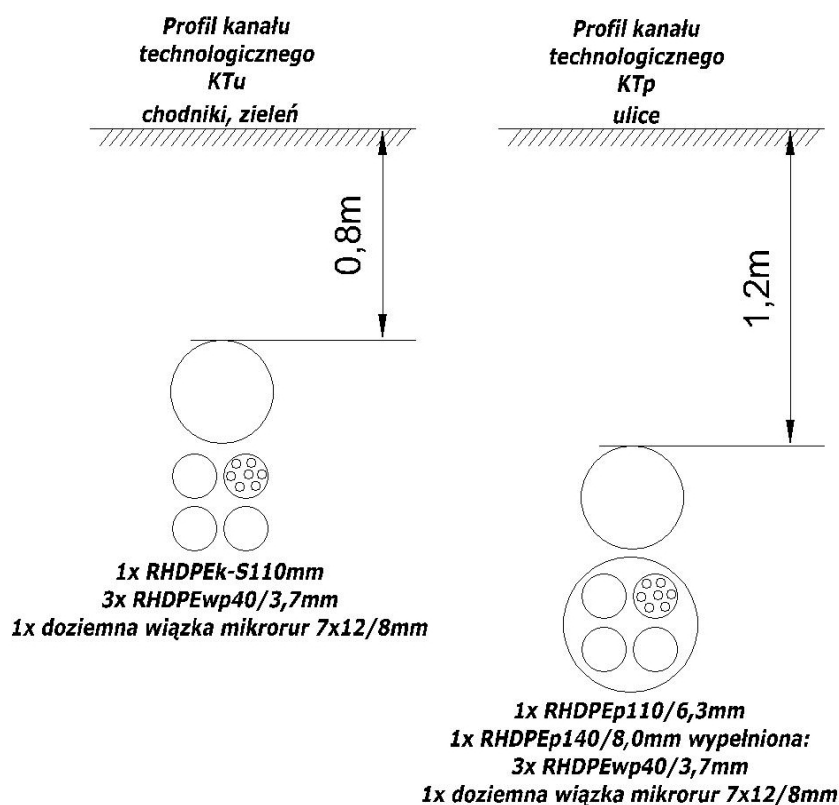 Profil kanału
technologicznego
KTu
chodniki, zieleń
0,8m
1x RHDPEk-S110mm
3x RHDPEwp40/3,7mm
1x doziemna wiązka mikrorur 7x12/8mm
Profil kanału
technologicznego
KTp
ulice
1,2m
1x RHDPEp110/6,3mm
1x RHDPEp140/8,0mm wypełniona:
3x RHDPEwp40/3,7mm
1x doziemna wiązka mikrorur 7x12/8mm